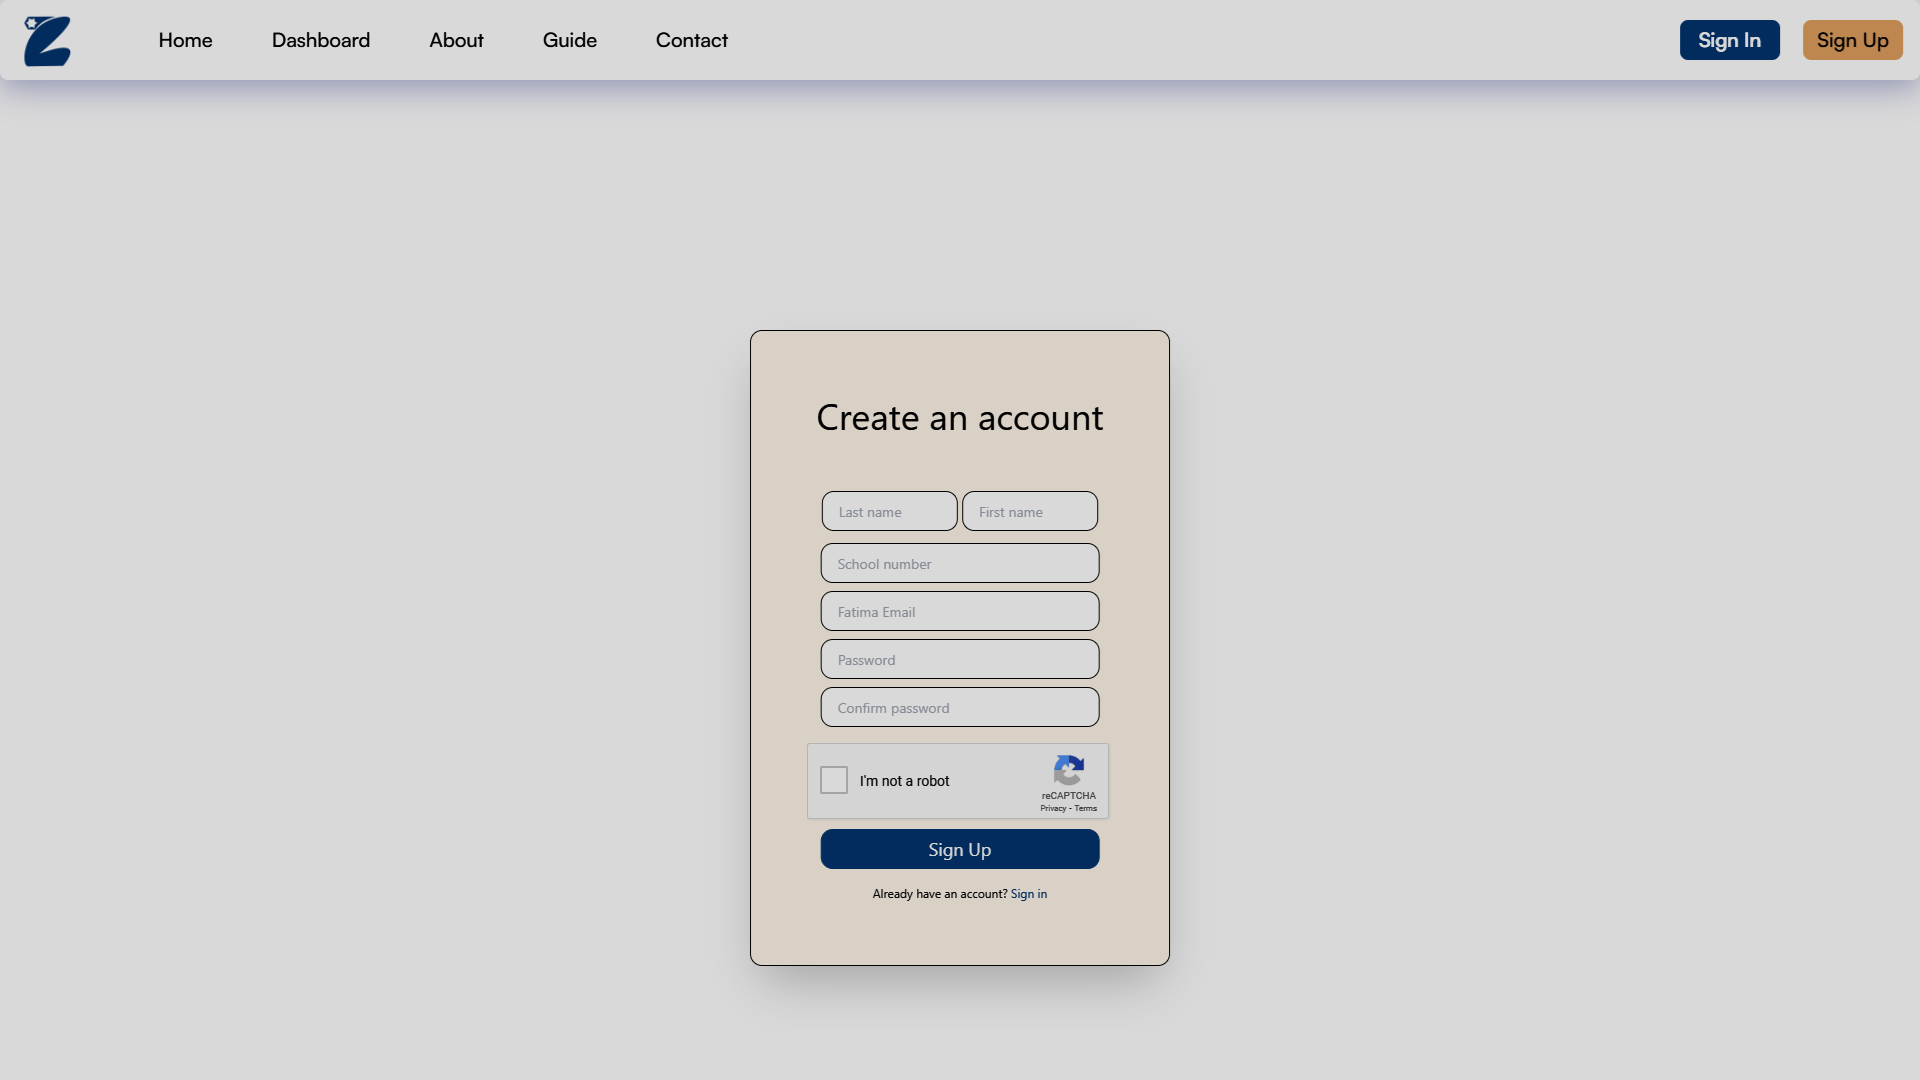 Home Dashboard About Guide Contact Sign In Sign Up
Create an account
Last name First name
School number
Fatima Email
Password
Confirm password
I'm not a robot
reCAPTCHA
Privacy - Terms
Sign Up
Already have an account? Sign in